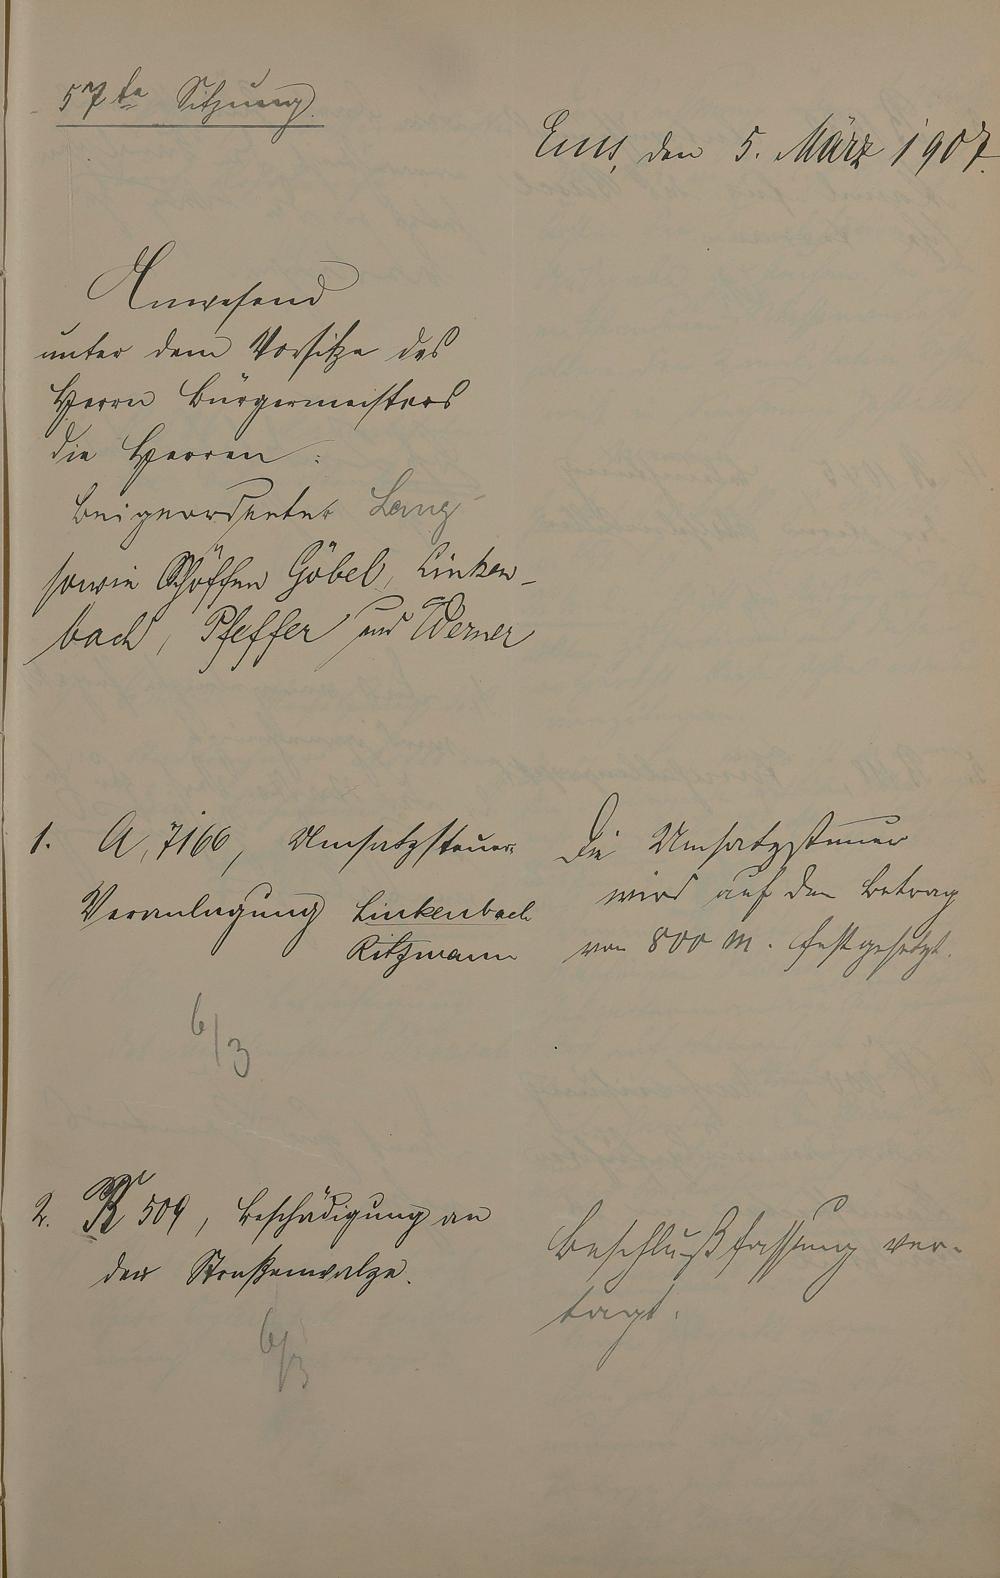 57te Sitzung.
Ems, den 5. März 1907.
Anwesend
unter dem Vorsitze des
Herrn Bürgermeisters
die Herren :
Beigeordneter Lang
sowie Schöffen Göbel, Linken-
bach, Pfeffer und Werner
1. A, 7166, Umsatzsteuer-
Veranlagung Linkenbach
Ritzmann
Die Umsatzsteuer
wird auf den Betrag
von 800 M. festgesetzt.
6/3
2. R 509, Beschädigung an
der Straßenwalze.
Beschlußfassung ver-
tagt.
6/3